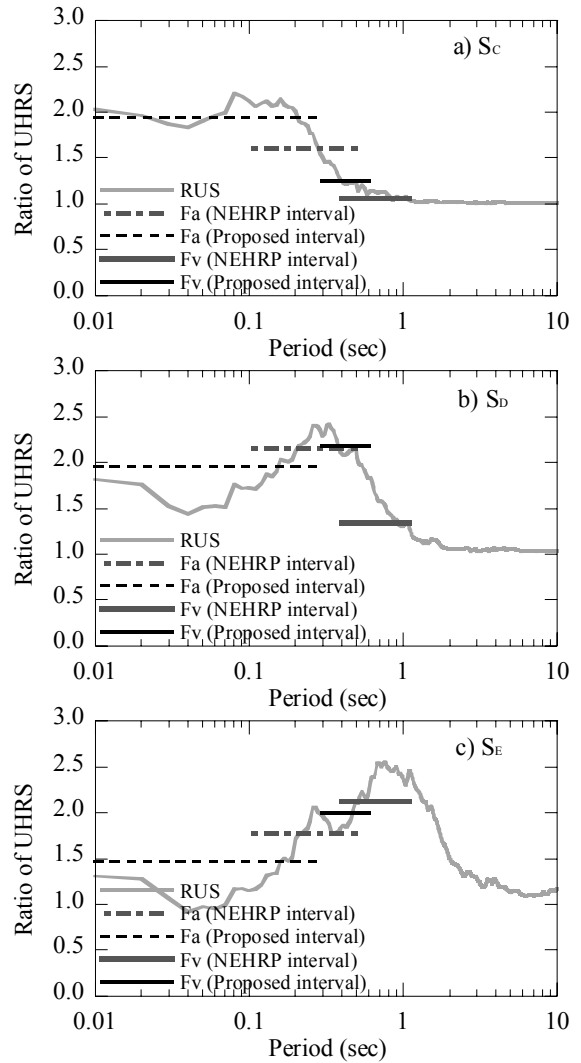 a) SC
Ratio of UHRS
3.0
2.5
2.0
1.5
1.0
0.5
0.0
RUS
Fa (NEHRP interval)
Fa (Proposed interval)
Fv (NEHRP interval)
Fv (Proposed interval)
0.01 0.1 1 10
Period (sec)
b) SD
Ratio of UHRS
3.0
2.5
2.0
1.5
1.0
0.5
0.0
RUS
Fa (NEHRP interval)
Fa (Proposed interval)
Fv (NEHRP interval)
Fv (Proposed interval)
0.01 0.1 1 10
Period (sec)
c) SE
Ratio of UHRS
3.0
2.5
2.0
1.5
1.0
0.5
0.0
RUS
Fa (NEHRP interval)
Fa (Proposed interval)
Fv (NEHRP interval)
Fv (Proposed interval)
0.01 0.1 1 10
Period (sec)